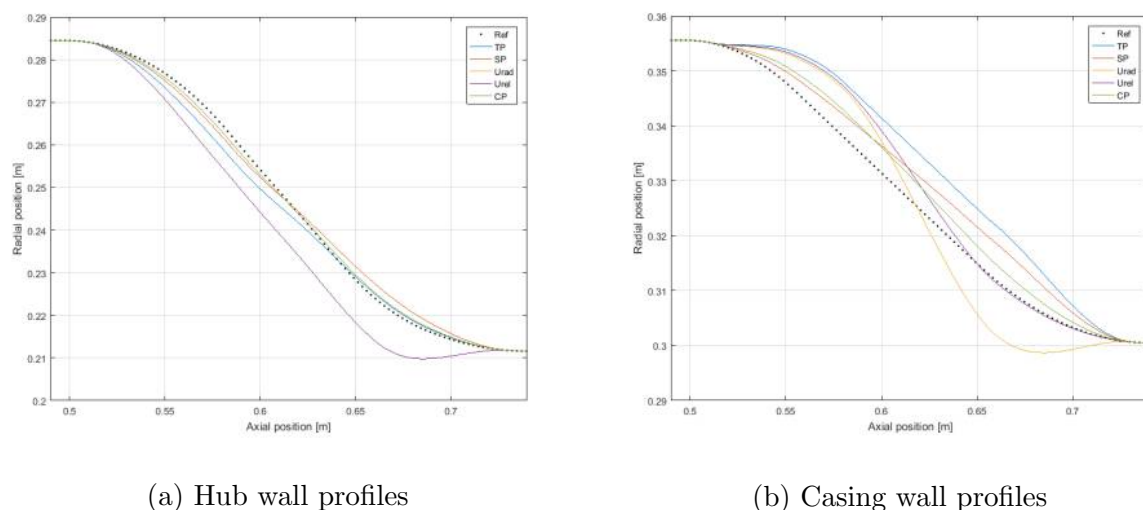 0.29
0.28
0.27
0.26
0.25
0.24
0.23
0.22
0.21
0.2
Radial position [m]
0.5 0.55 0.6 0.65 0.7
Axial position [m]
Ref
TP
SP
Urad
Urel
CP
(a) Hub wall profiles
0.36
0.35
0.34
0.33
0.32
0.31
0.3
0.29
Radial position [m]
0.5 0.55 0.6 0.65 0.7
Axial position [m]
Ref
TP
SP
Urad
Urel
CP
(b) Casing wall profiles